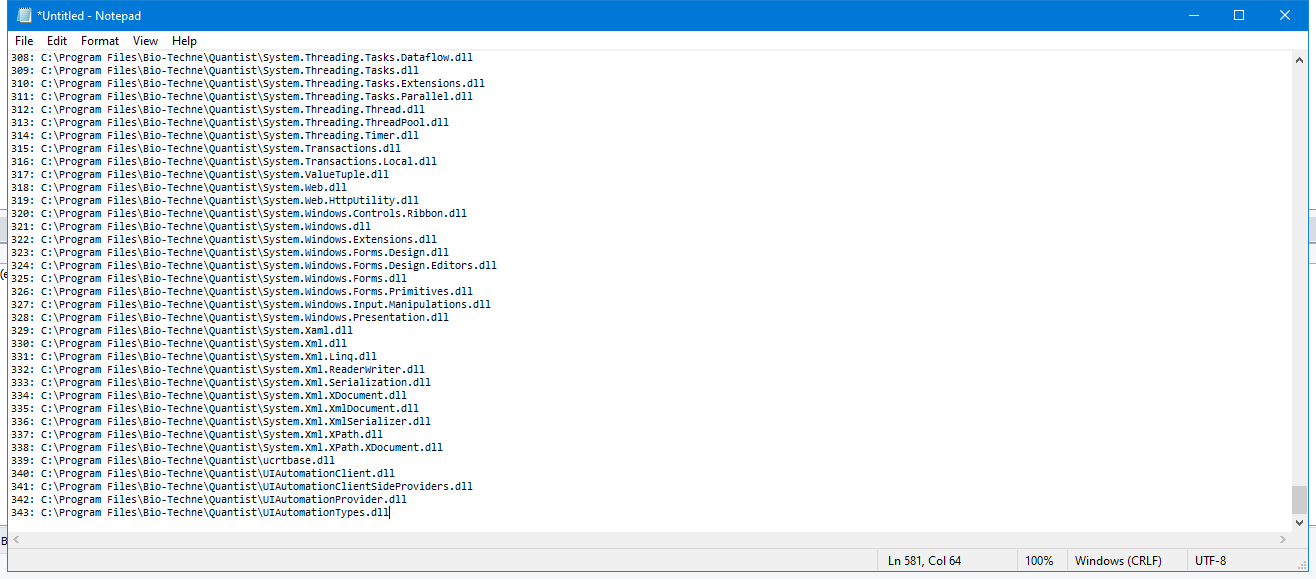 *Untitled - Notepad
File Edit Format View Help
308: C:\Program Files\Bio-Techne\Quantist\System.Threading.Tasks.Dataflow.dll
309: C:\Program Files\Bio-Techne\Quantist\System.Threading.Tasks.dll
310: C:\Program Files\Bio-Techne\Quantist\System.Threading.Tasks.Extensions.dll
311: C:\Program Files\Bio-Techne\Quantist\System.Threading.Tasks.Parallel.dll
312: C:\Program Files\Bio-Techne\Quantist\System.Threading.Thread.dll
313: C:\Program Files\Bio-Techne\Quantist\System.Threading.ThreadPool.dll
314: C:\Program Files\Bio-Techne\Quantist\System.Threading.Timer.dll
315: C:\Program Files\Bio-Techne\Quantist\System.Transactions.dll
316: C:\Program Files\Bio-Techne\Quantist\System.Transactions.Local.dll
317: C:\Program Files\Bio-Techne\Quantist\System.ValueTuple.dll
318: C:\Program Files\Bio-Techne\Quantist\System.Web.dll
319: C:\Program Files\Bio-Techne\Quantist\System.Web.HttpUtility.dll
320: C:\Program Files\Bio-Techne\Quantist\System.Windows.Controls.Ribbon.dll
321: C:\Program Files\Bio-Techne\Quantist\System.Windows.dll
322: C:\Program Files\Bio-Techne\Quantist\System.Windows.Extensions.dll
323: C:\Program Files\Bio-Techne\Quantist\System.Windows.Forms.Design.dll
324: C:\Program Files\Bio-Techne\Quantist\System.Windows.Forms.Design.Editors.dll
325: C:\Program Files\Bio-Techne\Quantist\System.Windows.Forms.dll
326: C:\Program Files\Bio-Techne\Quantist\System.Windows.Forms.Primitives.dll
327: C:\Program Files\Bio-Techne\Quantist\System.Windows.Input.Manipulations.dll
328: C:\Program Files\Bio-Techne\Quantist\System.Windows.Presentation.dll
329: C:\Program Files\Bio-Techne\Quantist\System.Xaml.dll
330: C:\Program Files\Bio-Techne\Quantist\System.Xml.dll
331: C:\Program Files\Bio-Techne\Quantist\System.Xml.Linq.dll
332: C:\Program Files\Bio-Techne\Quantist\System.Xml.ReaderWriter.dll
333: C:\Program Files\Bio-Techne\Quantist\System.Xml.Serialization.dll
334: C:\Program Files\Bio-Techne\Quantist\System.Xml.XDocument.dll
335: C:\Program Files\Bio-Techne\Quantist\System.Xml.XmlDocument.dll
336: C:\Program Files\Bio-Techne\Quantist\System.Xml.XmlSerializer.dll
337: C:\Program Files\Bio-Techne\Quantist\System.Xml.XPath.dll
338: C:\Program Files\Bio-Techne\Quantist\System.Xml.XPath.XDocument.dll
339: C:\Program Files\Bio-Techne\Quantist\ucrtbase.dll
340: C:\Program Files\Bio-Techne\Quantist\UIAutomationClient.dll
341: C:\Program Files\Bio-Techne\Quantist\UIAutomationClientSideProviders.dll
342: C:\Program Files\Bio-Techne\Quantist\UIAutomationProvider.dll
343: C:\Program Files\Bio-Techne\Quantist\UIAutomationTypes.dll
Ln 581, Col 64 100% Windows (CRLF) UTF-8